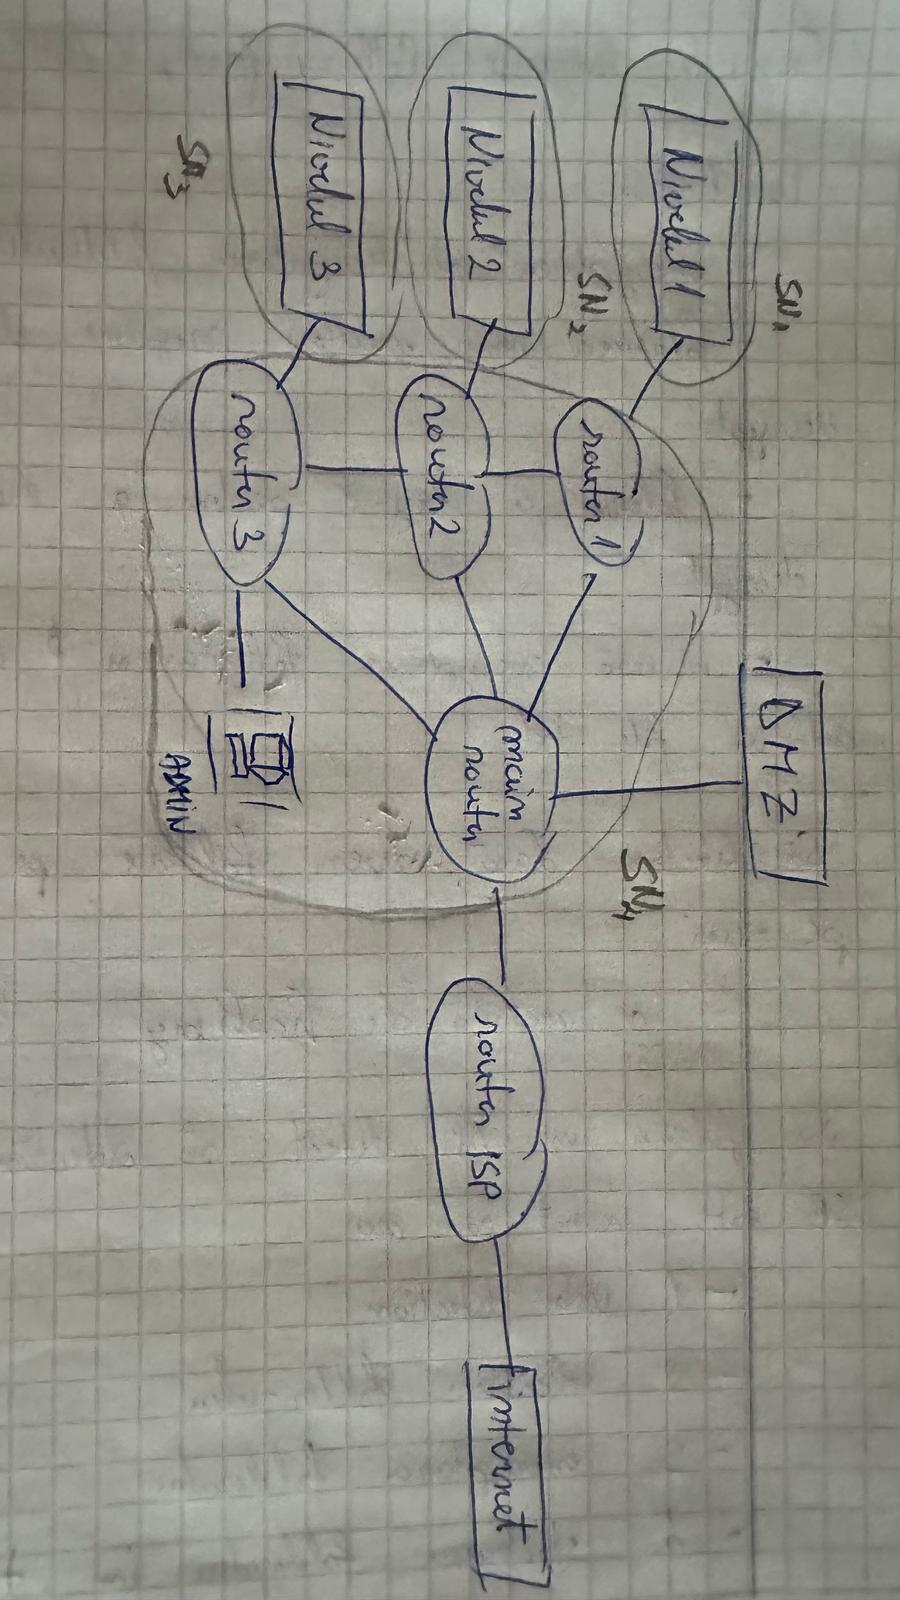 SN1
Nivelul 1
SN2
Nivelul 2
SN3
Nivelul 3
router 1
router 2
router 3
DMZ
main
router
SN4
ADMIN
router ISP
internet